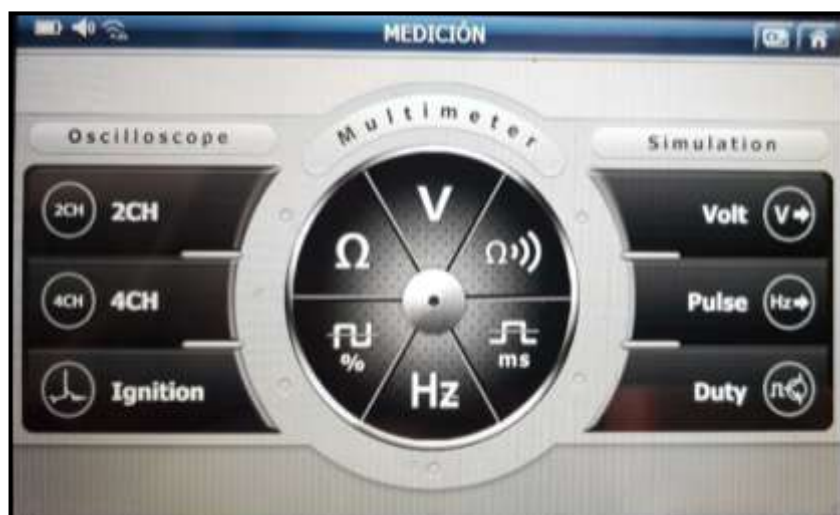 MEDICIÓN
Oscilloscope
Multimeter
Simulation
2CH 2CH
4CH 4CH
Ignition
V
Ω
Ω
%
ms
Hz
Volt V
Pulse Hz
Duty